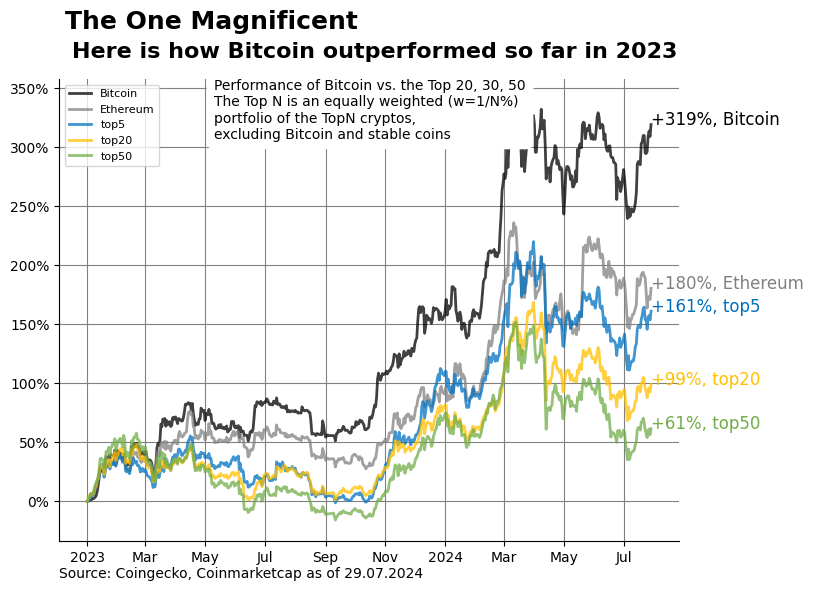 The One Magnificent
Here is how Bitcoin outperformed so far in 2023
Performance of Bitcoin vs. the Top 20, 30, 50
The Top N is an equally weighted (w=1/N%)
portfolio of the TopN cryptos,
excluding Bitcoin and stable coins
Bitcoin
Ethereum
top5
top20
top50
350%
300%
250%
200%
150%
100%
50%
0%
+319%, Bitcoin
+180%, Ethereum
+161%, top5
+99%, top20
+61%, top50
2023 Mar May Jul Sep Nov 2024 Mar May Jul
Source: Coingecko, Coinmarketcap as of 29.07.2024